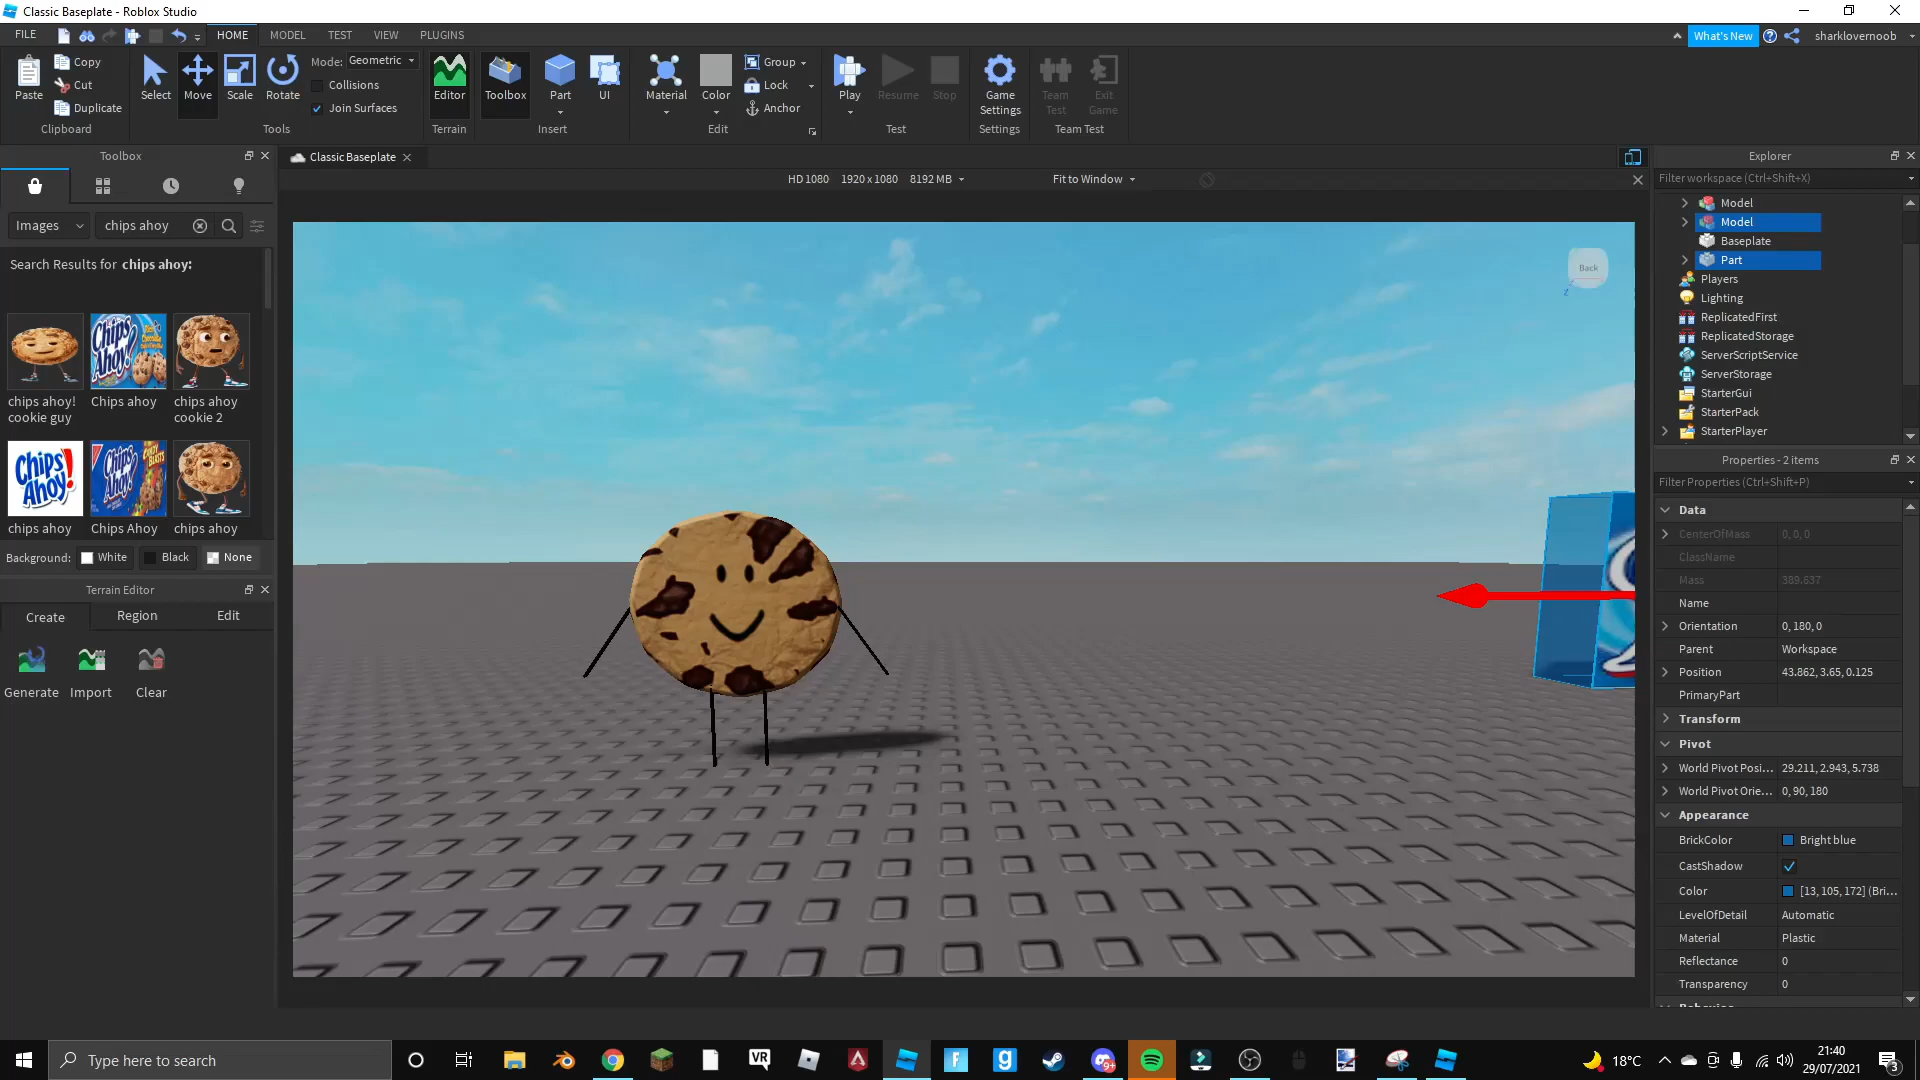 Classic Baseplate - Roblox Studio
FILE HOME MODEL TEST VIEW PLUGINS What's New sharklovernoob
Paste
Copy
Cut
Duplicate
Clipboard
Select Move Scale Rotate
Mode: Geometric
Collisions
Join Surfaces
Tools
Editor
Terrain
Toolbox Part UI
Insert
Material Color
Group
Lock
Anchor
Edit
Play Resume Stop
Test
Game
Settings
Settings
Team
Test
Exit
Game
Team Test
Toolbox
Images chips ahoy
Search Results for chips ahoy:
Chips
Ahoy!
chips ahoy!
cookie guy
Chips ahoy
chips ahoy
cookie 2
Chips
Ahoy!
Chips
Ahoy!
chips ahoy Chips Ahoy chips ahoy
Background: White Black None
Terrain Editor
Create Region Edit
Generate Import Clear
Classic Baseplate
HD 1080 1920 x 1080 8192 MB Fit to Window
Back
Explorer
Filter workspace (Ctrl+Shift+X)
Model
Model
Baseplate
Part
Players
Lighting
ReplicatedFirst
ReplicatedStorage
ServerScriptService
ServerStorage
StarterGui
StarterPack
StarterPlayer
Properties - 2 items
Filter Properties (Ctrl+Shift+P)
Data
CenterOfMass 0, 0, 0
ClassName
Mass 389.637
Name
Orientation 0, 180, 0
Parent Workspace
Position 43.862, 3.65, 0.125
PrimaryPart
Transform
Pivot
World Pivot Posi... 29.211, 2.943, 5.738
World Pivot Orie... 0, 90, 180
Appearance
BrickColor Bright blue
CastShadow
Color [13, 105, 172] (Bri...
LevelOfDetail Automatic
Material Plastic
Reflectance 0
Transparency 0
Type here to search
VR
9+
18°C
21:40
29/07/2021
3